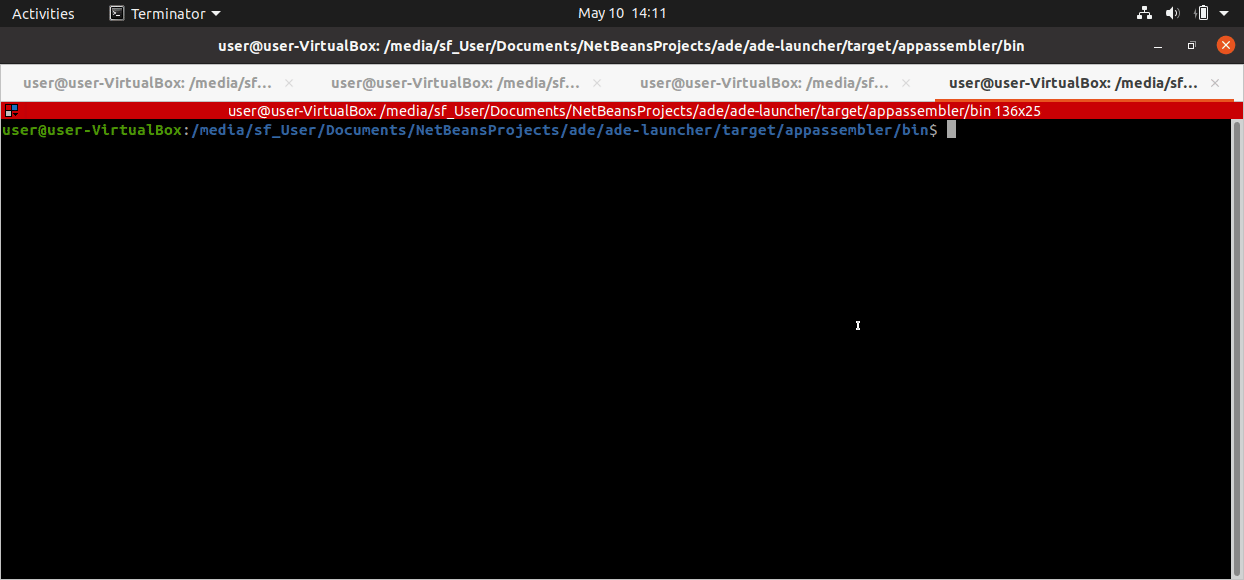 Activities Terminator May 10 14:11
user@user-VirtualBox: /media/sf_User/Documents/NetBeansProjects/ade/ade-launcher/target/appassembler/bin
user@user-VirtualBox: /media/sf... user@user-VirtualBox: /media/sf... user@user-VirtualBox: /media/sf... user@user-VirtualBox: /media/sf...
user@user-VirtualBox: /media/sf_User/Documents/NetBeansProjects/ade/ade-launcher/target/appassembler/bin 136x25
user@user-VirtualBox:/media/sf_User/Documents/NetBeansProjects/ade/ade-launcher/target/appassembler/bin$